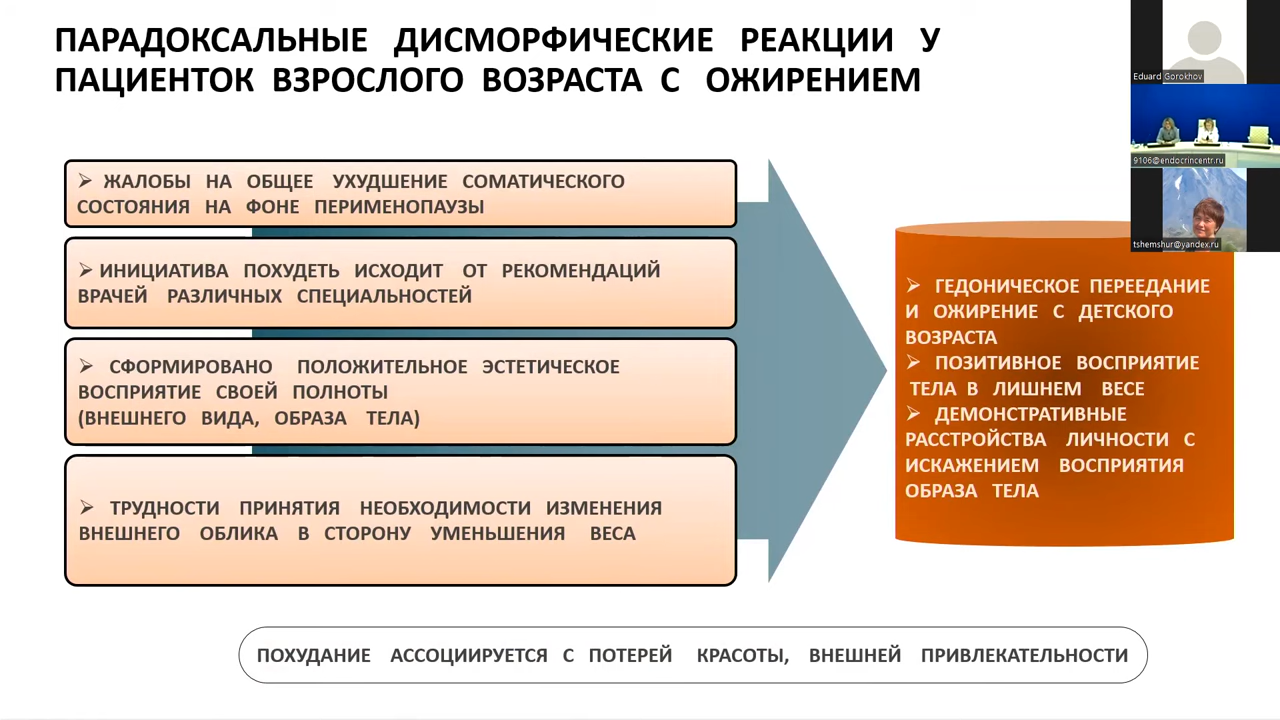 ПАРАДОКСАЛЬНЫЕ ДИСМОРФИЧЕСКИЕ РЕАКЦИИ У
ПАЦИЕНТОК ВЗРОСЛОГО ВОЗРАСТА С ОЖИРЕНИЕМ
➢ ЖАЛОБЫ НА ОБЩЕЕ УХУДШЕНИЕ СОМАТИЧЕСКОГО
СОСТОЯНИЯ НА ФОНЕ ПЕРИМЕНОПАУЗЫ
➢ ИНИЦИАТИВА ПОХУДЕТЬ ИСХОДИТ ОТ РЕКОМЕНДАЦИЙ
ВРАЧЕЙ РАЗЛИЧНЫХ СПЕЦИАЛЬНОСТЕЙ
➢ СФОРМИРОВАНО ПОЛОЖИТЕЛЬНОЕ ЭСТЕТИЧЕСКОЕ
ВОСПРИЯТИЕ СВОЕЙ ПОЛНОТЫ
(ВНЕШНЕГО ВИДА, ОБРАЗА ТЕЛА)
➢ ТРУДНОСТИ ПРИНЯТИЯ НЕОБХОДИМОСТИ ИЗМЕНЕНИЯ
ВНЕШНЕГО ОБЛИКА В СТОРОНУ УМЕНЬШЕНИЯ ВЕСА
➢ ГЕДОНИЧЕСКОЕ ПЕРЕЕДАНИЕ
И ОЖИРЕНИЕ С ДЕТСКОГО
ВОЗРАСТА
➢ ПОЗИТИВНОЕ ВОСПРИЯТИЕ
ТЕЛА В ЛИШНЕМ ВЕСЕ
➢ ДЕМОНСТРАТИВНЫЕ
РАССТРОЙСТВА ЛИЧНОСТИ С
ИСКАЖЕНИЕМ ВОСПРИЯТИЯ
ОБРАЗА ТЕЛА
ПОХУДАНИЕ АССОЦИИРУЕТСЯ С ПОТЕРЕЙ КРАСОТЫ, ВНЕШНЕЙ ПРИВЛЕКАТЕЛЬНОСТИ
Eduard Gorokhov
9106@endocrincentr.ru
tshemshur@yandex.ru